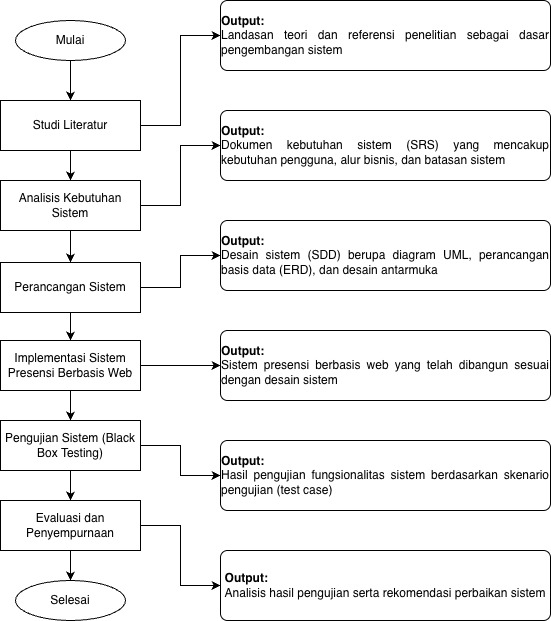 Mulai
Output:
Landasan teori dan referensi penelitian sebagai dasar
pengembangan sistem
Studi Literatur
Output:
Dokumen kebutuhan sistem (SRS) yang mencakup
kebutuhan pengguna, alur bisnis, dan batasan sistem
Analisis Kebutuhan
Sistem
Output:
Desain sistem (SDD) berupa diagram UML, perancangan
basis data (ERD), dan desain antarmuka
Perancangan Sistem
Output:
Sistem presensi berbasis web yang telah dibangun sesuai
dengan desain sistem
Implementasi Sistem
Presensi Berbasis Web
Output:
Hasil pengujian fungsionalitas sistem berdasarkan skenario
pengujian (test case)
Pengujian Sistem (Black
Box Testing)
Evaluasi dan
Penyempurnaan
Output:
Analisis hasil pengujian serta rekomendasi perbaikan sistem
Selesai